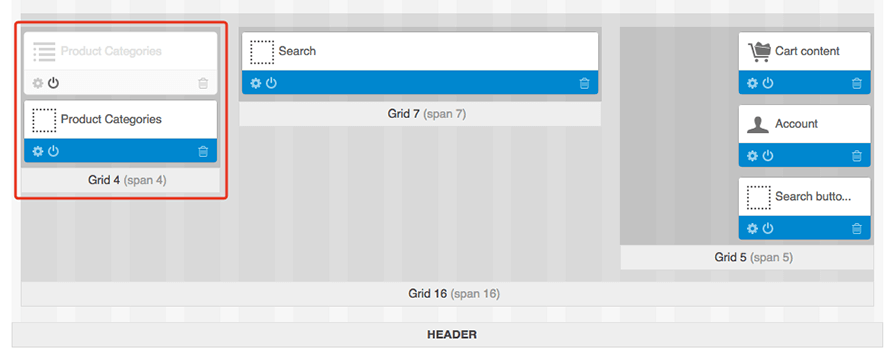 Product Categories
Product Categories
Grid 4 (span 4)
Search
Grid 7 (span 7)
Cart content
Account
Search butto...
Grid 5 (span 5)
Grid 16 (span 16)
HEADER